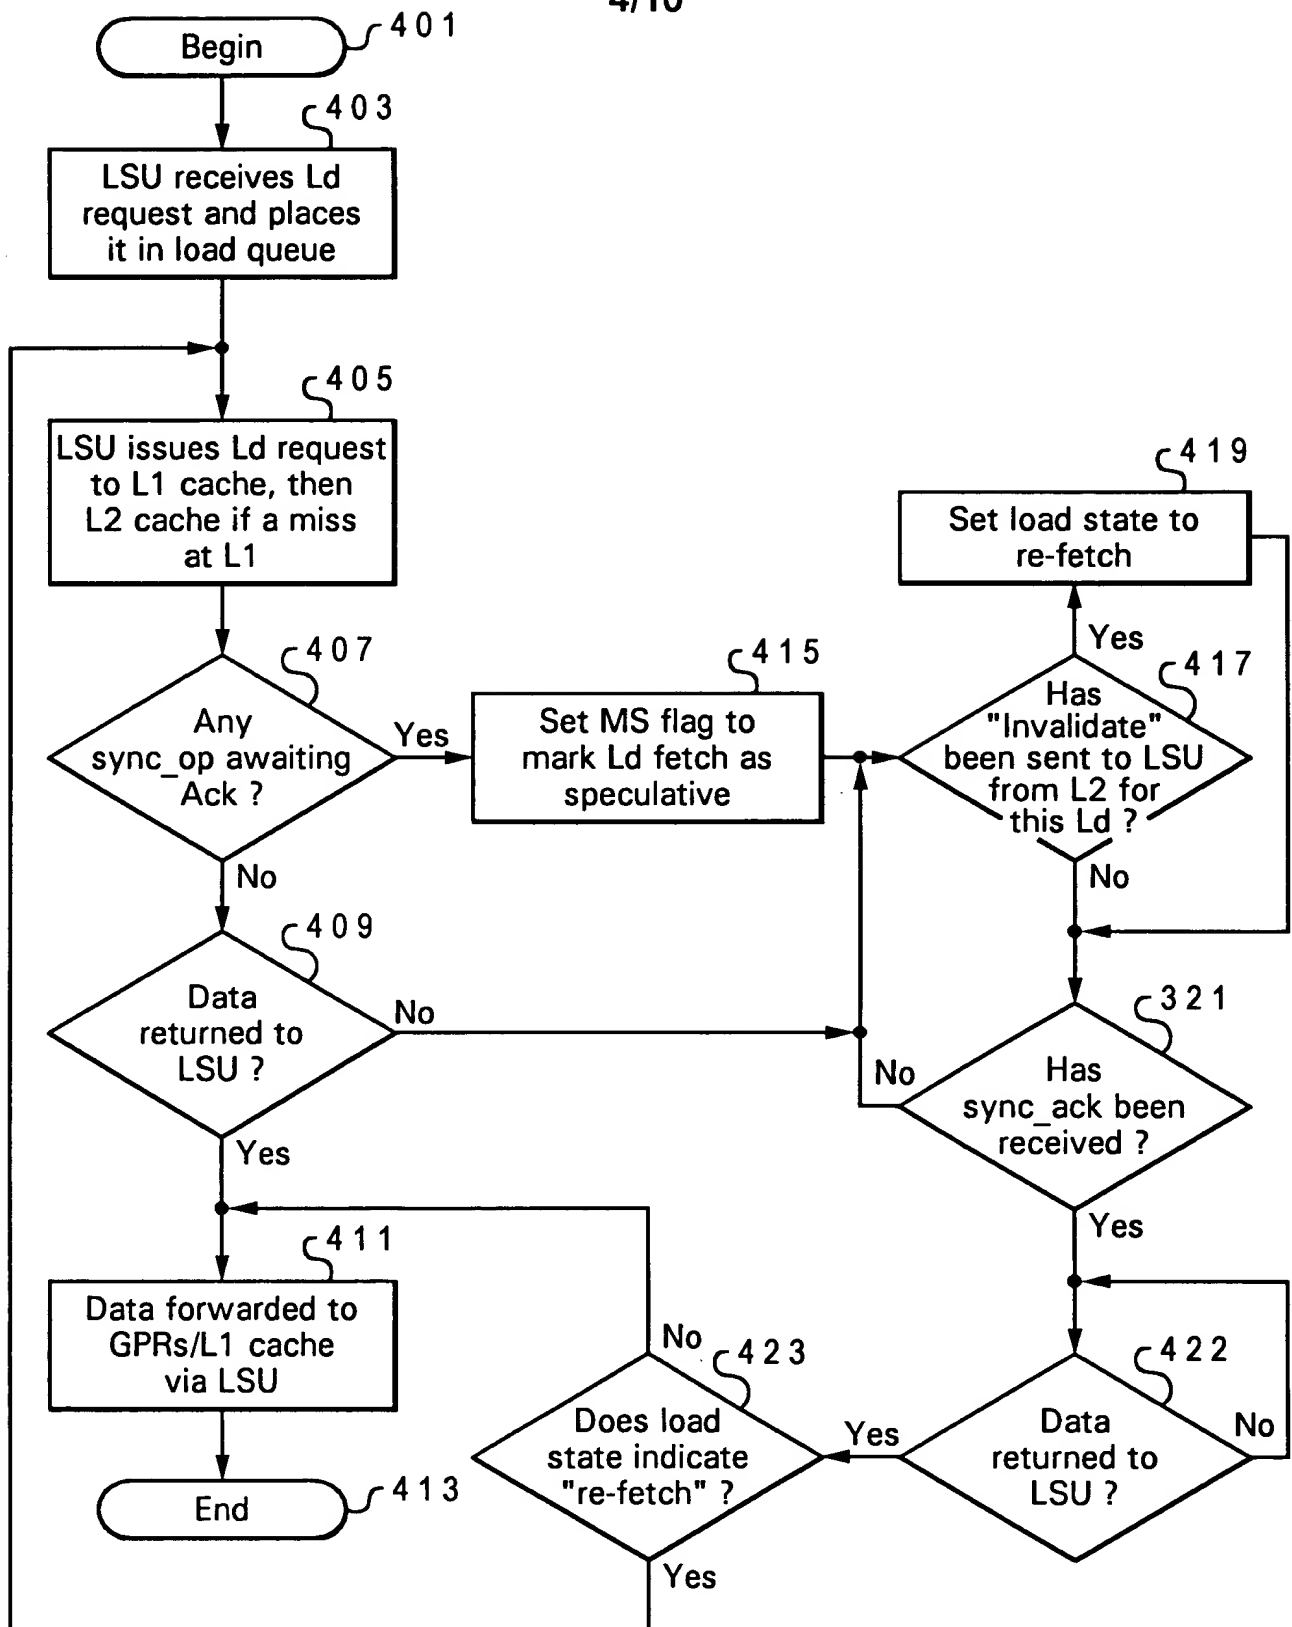 4/10
Begin
401
403
LSU receives Ld
request and places
it in load queue
405
LSU issues Ld request
to L1 cache, then
L2 cache if a miss
at L1
407
Any
sync_op awaiting
Ack ?
Yes
No
415
Set MS flag to
mark Ld fetch as
speculative
419
Set load state to
re-fetch
Yes
417
Has
"Invalidate"
been sent to LSU
from L2 for
this Ld ?
No
409
Data
returned to
LSU ?
No
Yes
321
Has
sync_ack been
received ?
No
Yes
411
Data forwarded to
GPRs/L1 cache
via LSU
413
End
422
Data
returned to
LSU ?
No
Yes
423
Does load
state indicate
"re-fetch" ?
No
Yes